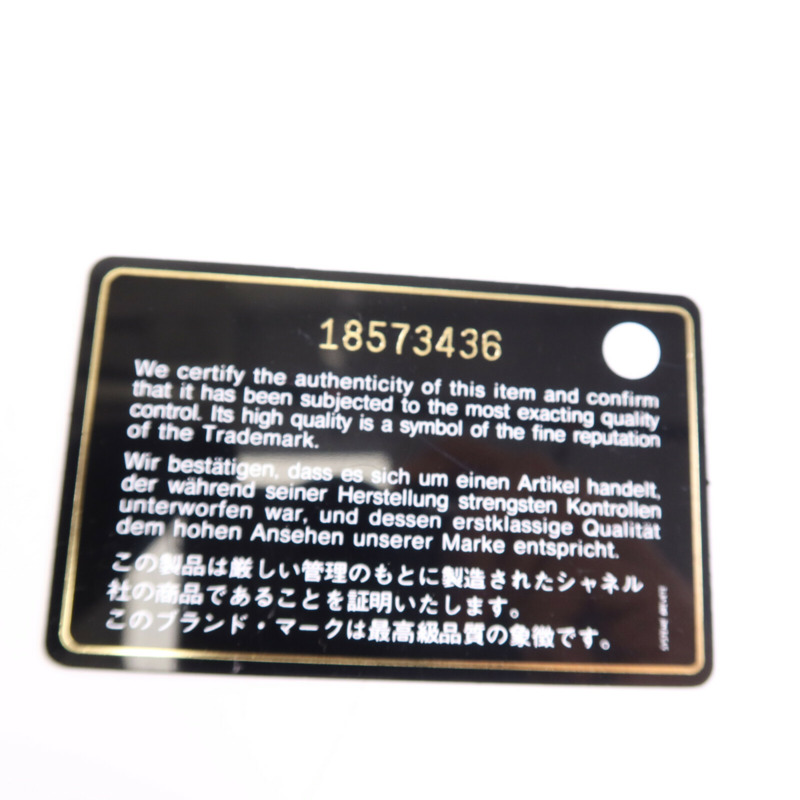 18573436
We certify the authenticity of this item and confirm
that it has been subjected to the most exacting quality
control. Its high quality is a symbol of the fine reputation
of the Trademark.
Wir bestätigen, dass es sich um einen Artikel handelt,
der während seiner Herstellung strengsten Kontrollen
unterworfen war, und dessen erstklassige Qualität
dem hohen Ansehen unserer Marke entspricht.
この製品は厳しい管理のもとに製造されたシャネル
社の商品であることを証明いたします。
このブランド・マークは最高級品質の象徴です。